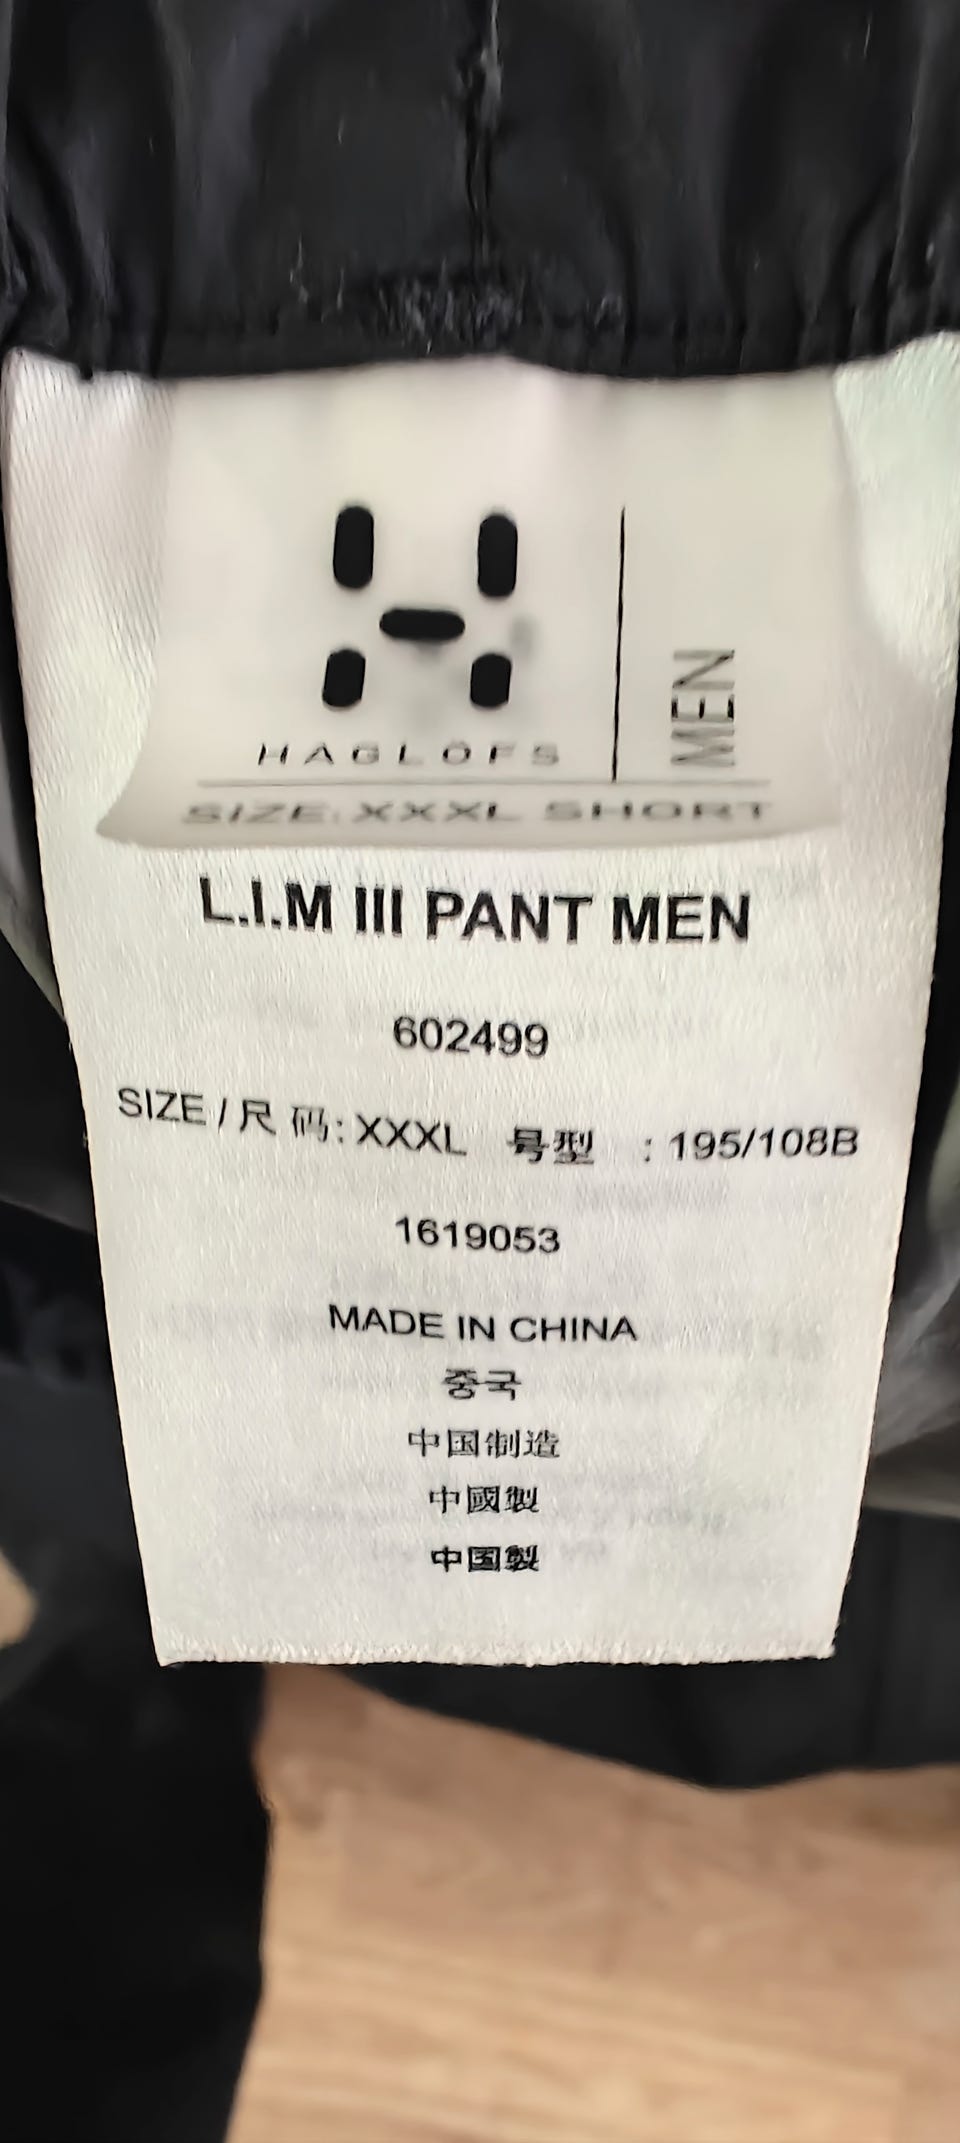 HAGLÖFS
MEN
SIZE: XXXL SHORT
L.I.M III PANT MEN
602499
SIZE / 尺 码: XXXL 号型 : 195/108B
1619053
MADE IN CHINA
중국
中国制造
中國製
中国製